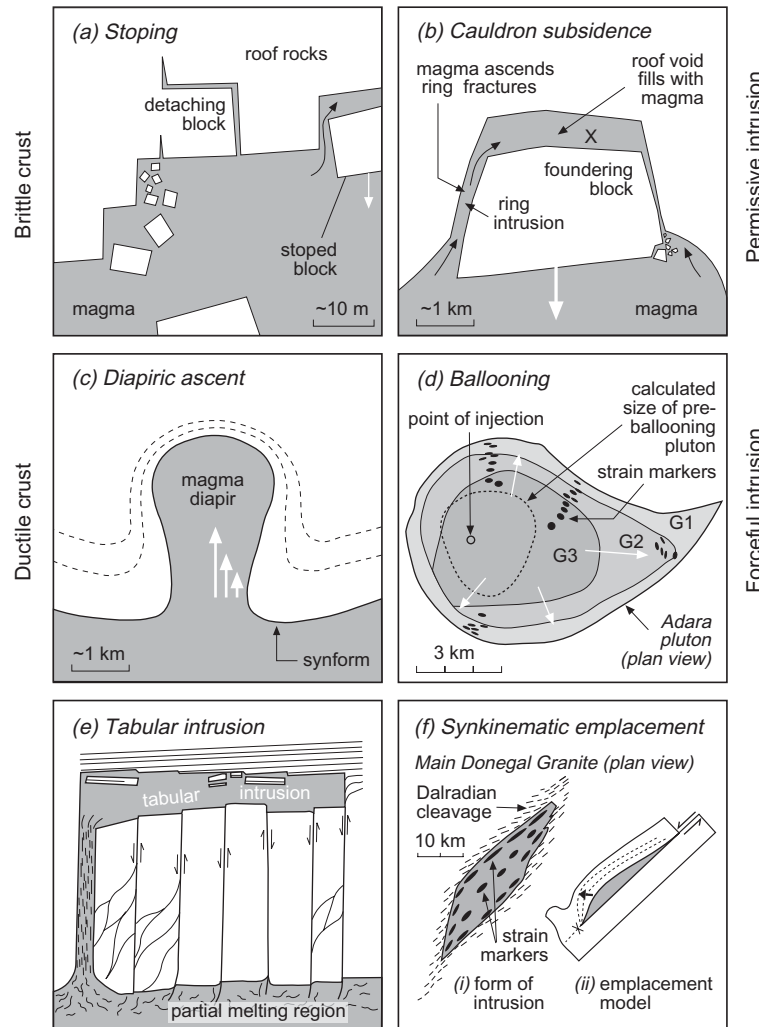 (a) Stoping
roof rocks
detaching
block
stoped
block
magma
~10 m
Brittle crust
(b) Cauldron subsidence
magma ascends
ring fractures
roof void
fills with
magma
X
foundering
block
ring
intrusion
~1 km
magma
Permissive intrusion
(c) Diapiric ascent
magma
diapir
~1 km
synform
Ductile crust
(d) Ballooning
calculated
size of pre-
ballooning
pluton
point of injection
strain markers
G1
G2
G3
Adara
pluton
(plan view)
3 km
Forceful intrusion
(e) Tabular intrusion
tabular intrusion
partial melting region
(f) Synkinematic emplacement
Main Donegal Granite (plan view)
Dalradian
cleavage
10 km
strain
markers
(i) form of
intrusion
(ii) emplacement
model